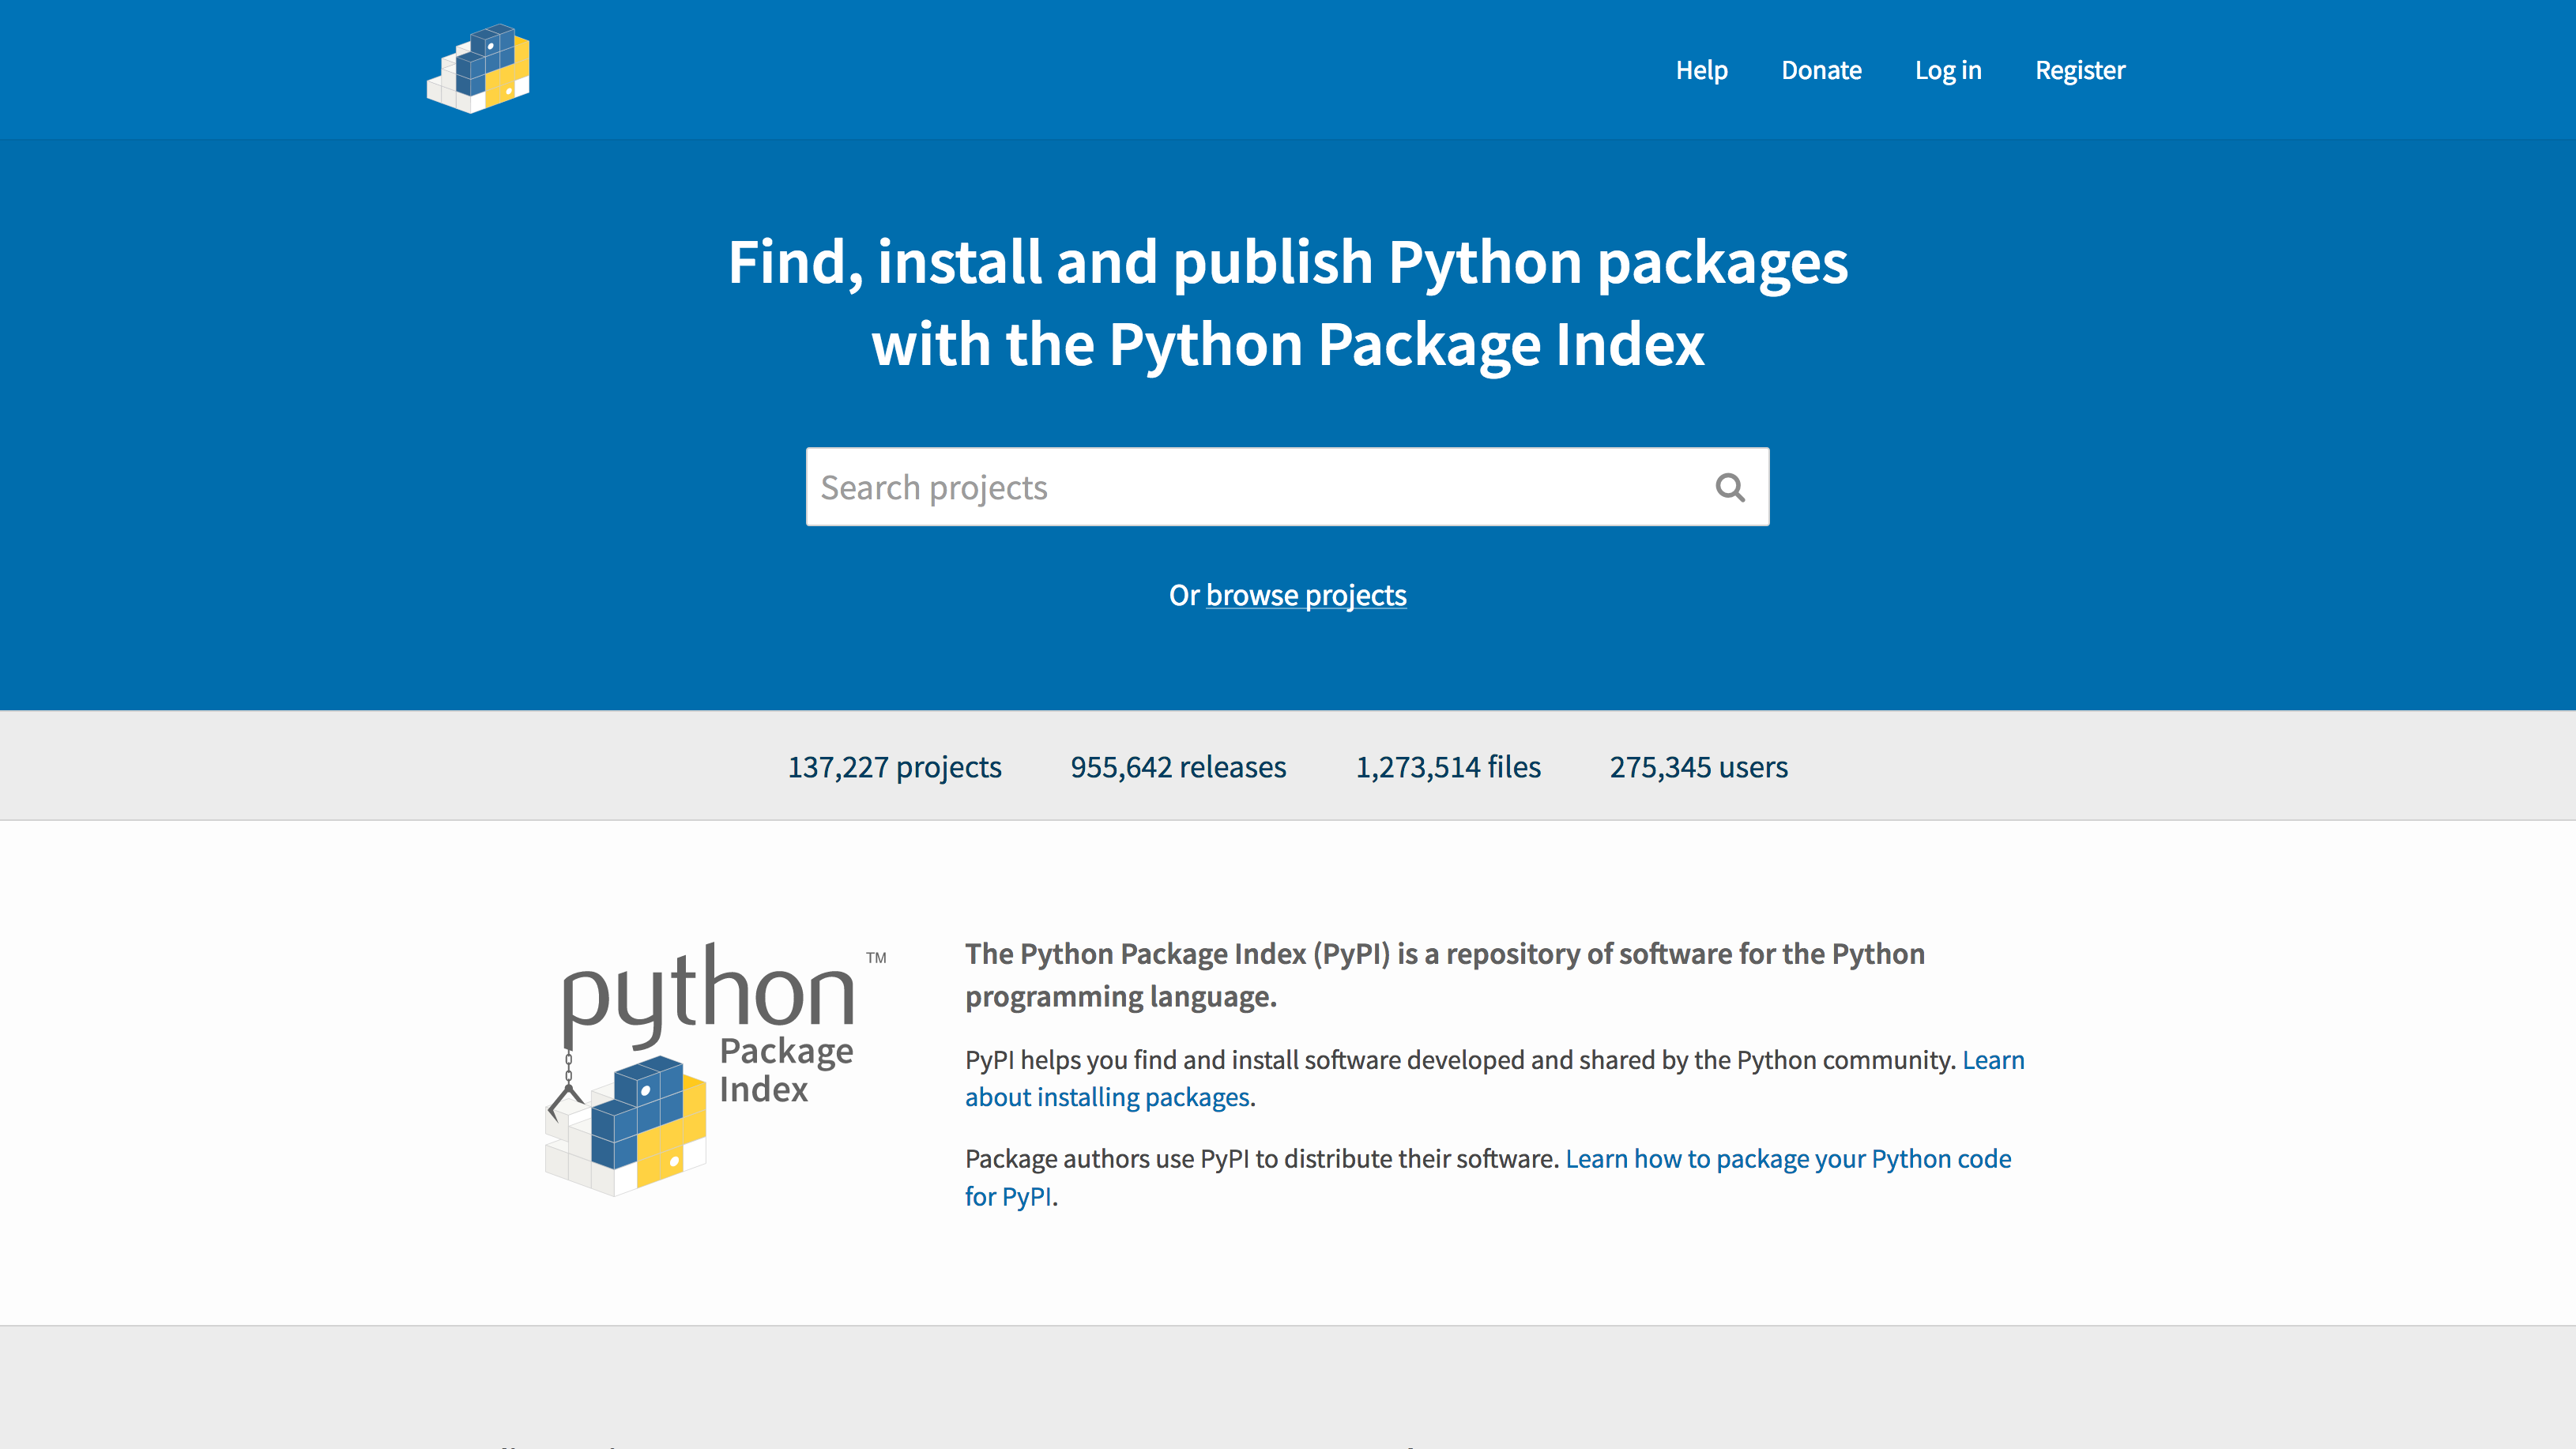 Help Donate Log in Register
Find, install and publish Python packages
with the Python Package Index
Search projects
Or browse projects
137,227 projects 955,642 releases 1,273,514 files 275,345 users
python TM
Package
Index
The Python Package Index (PyPI) is a repository of software for the Python
programming language.
PyPI helps you find and install software developed and shared by the Python community. Learn
about installing packages.
Package authors use PyPI to distribute their software. Learn how to package your Python code
for PyPI.